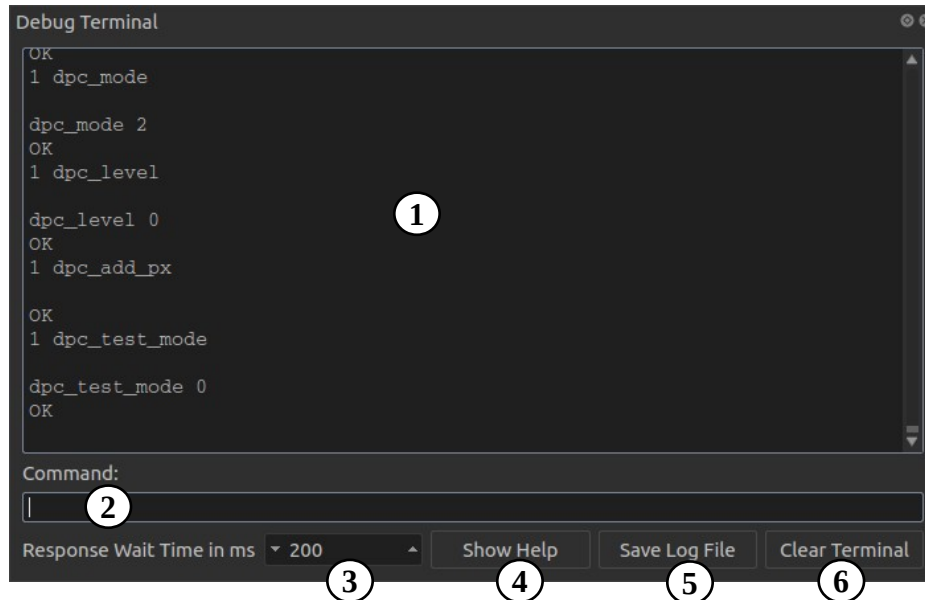 Debug Terminal
OK
1 dpc_mode
dpc_mode 2
OK
1 dpc_level
dpc_level 0
OK
1 dpc_add_px
OK
1 dpc_test_mode
dpc_test_mode 0
OK
1
Command:
2
Response Wait Time in ms 200 Show Help Save Log File Clear Terminal
3 4 5 6